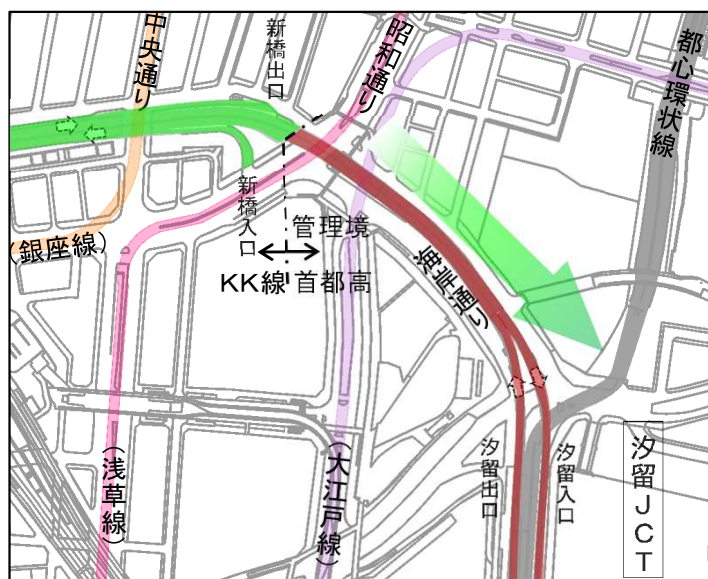 中央通り
新橋出口
昭和通り
都心環状線
新橋入口
管理境
(銀座線)
KK線
首都高
海岸通り
(浅草線)
(大江戸線)
汐留出口
汐留入口
汐留JCT